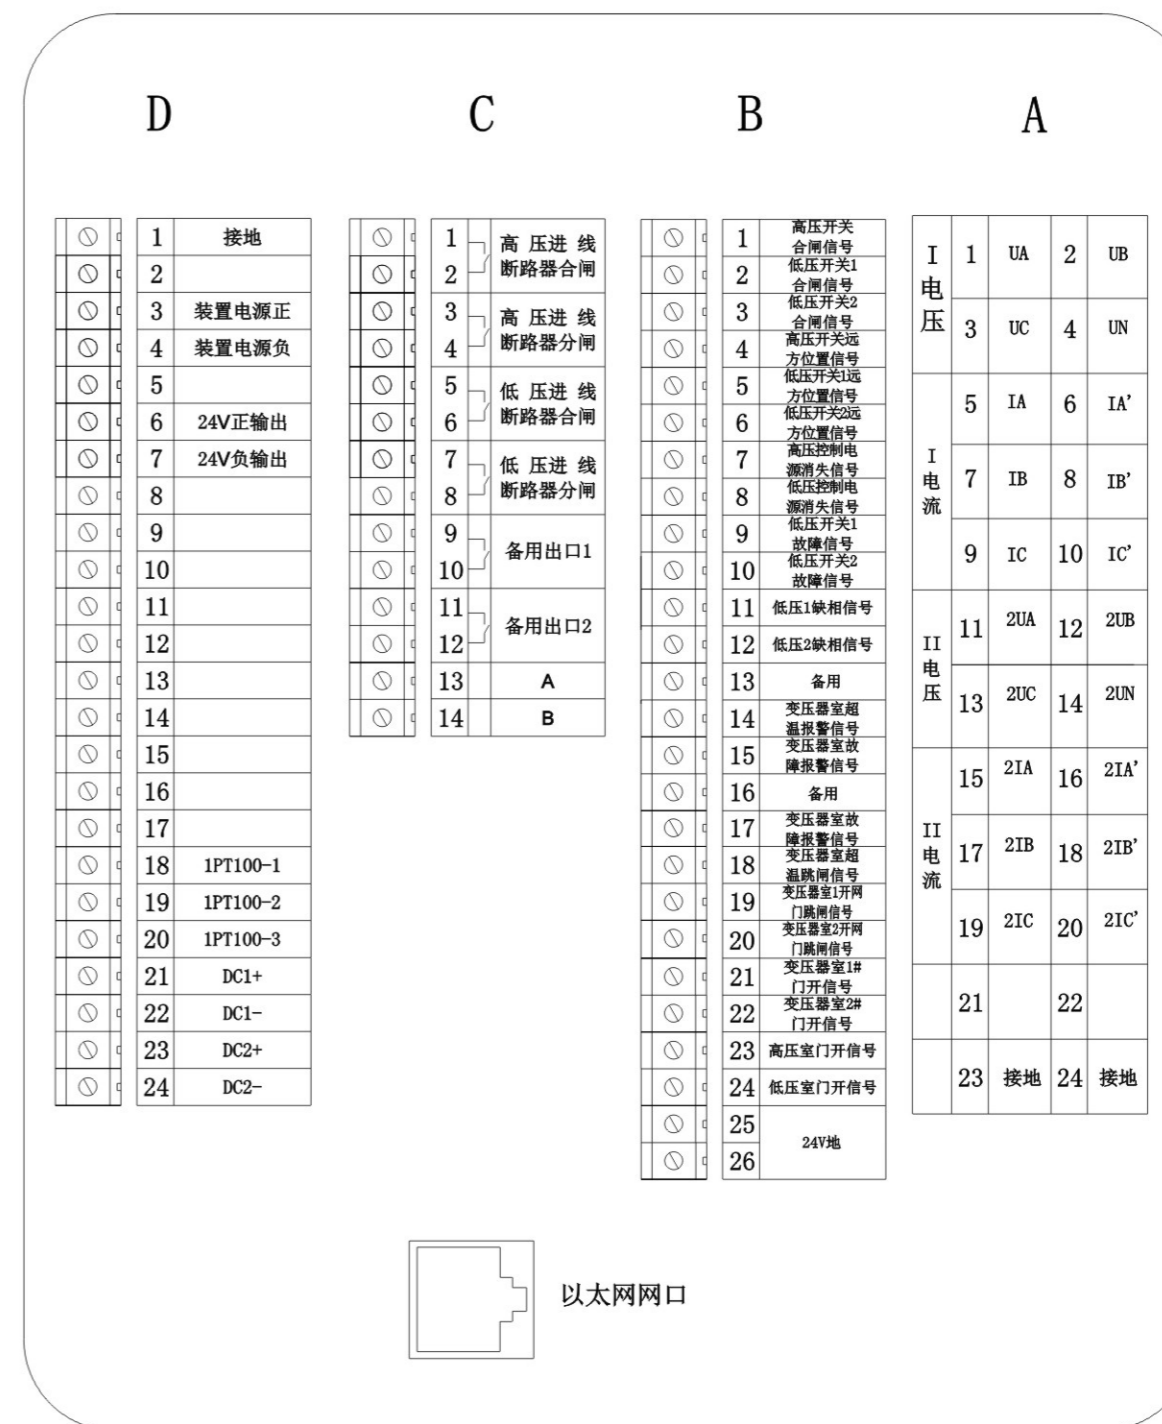 D
C
B
A
1 接地
2
3 装置电源正
4 装置电源负
5
6 24V正输出
7 24V负输出
8
9
10
11
12
13
14
15
16
17
18 1PT100-1
19 1PT100-2
20 1PT100-3
21 DC1+
22 DC1-
23 DC2+
24 DC2-
1 高压进线
2 断路器合闸
3 高压进线
4 断路器分闸
5 低压进线
6 断路器合闸
7 低压进线
8 断路器分闸
9
备用出口1
10
11
备用出口2
12
13 A
14 B
1 高压开关
合闸信号
2 低压开关1
合闸信号
3 低压开关2
合闸信号
4 高压开关远
方位置信号
5 低压开关1远
方位置信号
6 低压开关2远
方位置信号
7 高压控制电
源消失信号
8 低压控制电
源消失信号
9 低压开关1
故障信号
10 低压开关2
故障信号
11 低压1缺相信号
12 低压2缺相信号
13 备用
14 变压器室超
温报警信号
15 变压器室故
障报警信号
16 备用
17 变压器室故
障报警信号
18 变压器室超
温跳闸信号
19 变压器室1开网
门跳闸信号
20 变压器室2开网
门跳闸信号
21 变压器室1#
门开信号
22 变压器室2#
门开信号
23 高压室门开信号
24 低压室门开信号
25
24V地
26
I电压
1 UA 2 UB
3 UC 4 UN
I电流
5 IA 6 IA'
7 IB 8 IB'
9 IC 10 IC'
II电压
11 2UA 12 2UB
13 2UC 14 2UN
II电流
15 2IA 16 2IA'
17 2IB 18 2IB'
19 2IC 20 2IC'
21 22
23 接地 24 接地
以太网网口